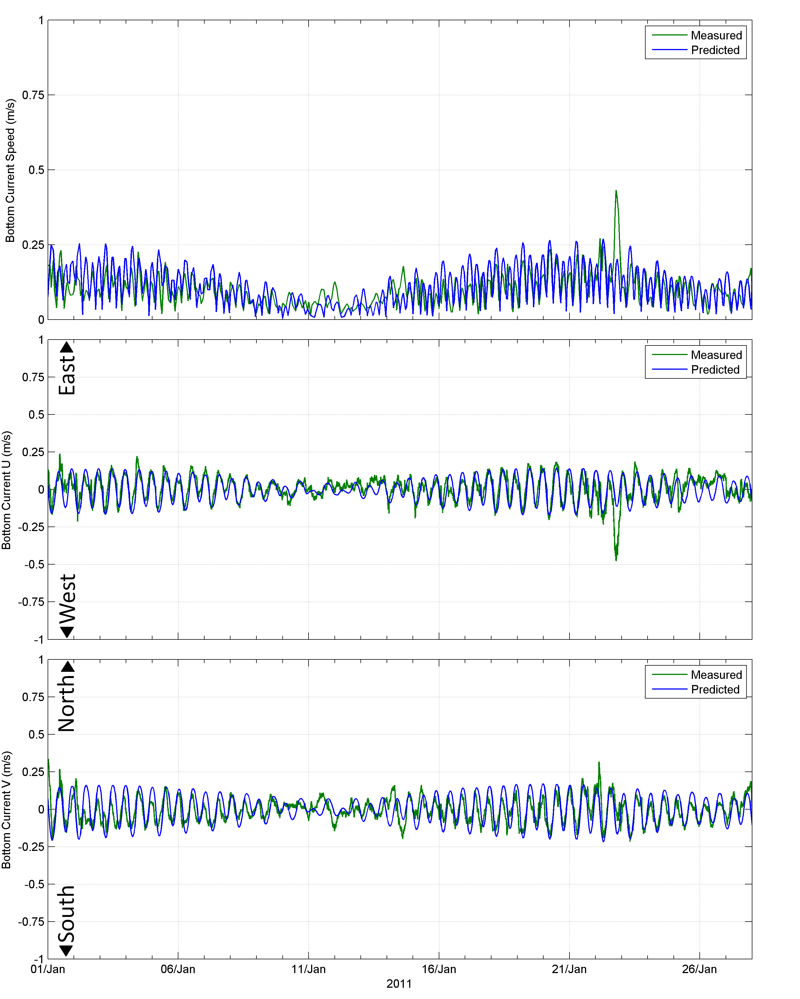 1
0.75
0.5
0.25
0
Bottom Current Speed (m/s)
Measured
Predicted
1
0.75
0.5
0.25
0
-0.25
-0.5
-0.75
-1
Bottom Current U (m/s)
East
West
Measured
Predicted
1
0.75
0.5
0.25
0
-0.25
-0.5
-0.75
-1
Bottom Current V (m/s)
North
South
Measured
Predicted
01/Jan 06/Jan 11/Jan 16/Jan 21/Jan 26/Jan
2011